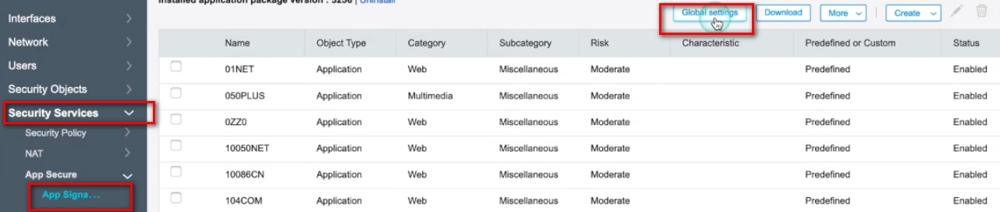 Installed application package version : 3256 | Uninstall
Global settings Download More Create
Interfaces
Network
Users
Security Objects
Security Services
Security Policy
NAT
App Secure
App Signa...
Name Object Type Category Subcategory Risk Characteristic Predefined or Custom Status
01NET Application Web Miscellaneous Moderate Predefined Enabled
050PLUS Application Multimedia Miscellaneous Moderate Predefined Enabled
0ZZ0 Application Web Miscellaneous Moderate Predefined Enabled
10050NET Application Web Miscellaneous Moderate Predefined Enabled
10086CN Application Web Miscellaneous Moderate Predefined Enabled
104COM Application Web Miscellaneous Moderate Predefined Enabled